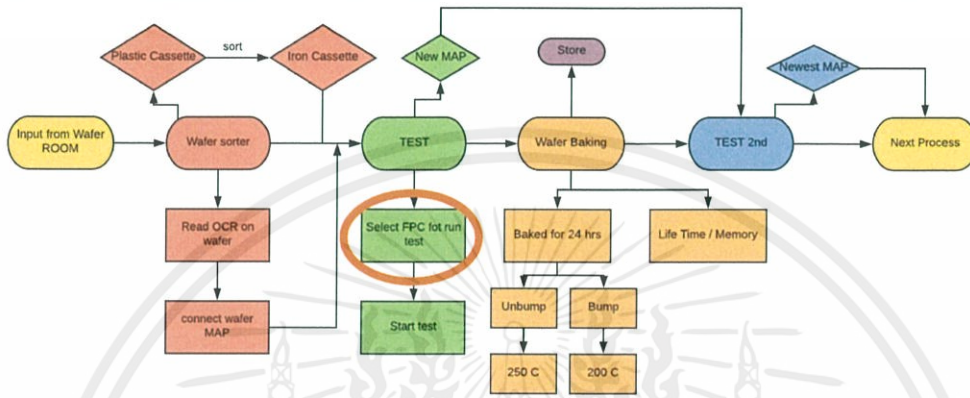 Plastic Cassette
sort
Iron Cassette
New MAP
Store
Newest MAP
Input from Wafer
ROOM
Wafer sorter
TEST
Wafer Baking
TEST 2nd
Next Process
Read OCR on
wafer
Select FPC fot run
test
Baked for 24 hrs
Life Time / Memory
connect wafer
MAP
Start test
Unbump
Bump
250 C
200 C